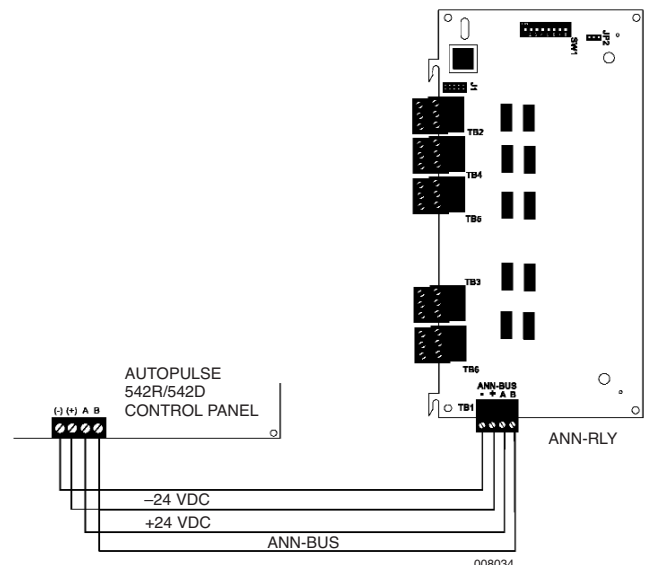 SW1
JP2
J1
TB2
TB4
TB5
TB3
TB6
ANN-BUS
- + A B
TB1
ANN-RLY
AUTOPULSE
542R/542D
CONTROL PANEL
(-) (+) A B
–24 VDC
+24 VDC
ANN-BUS
008034